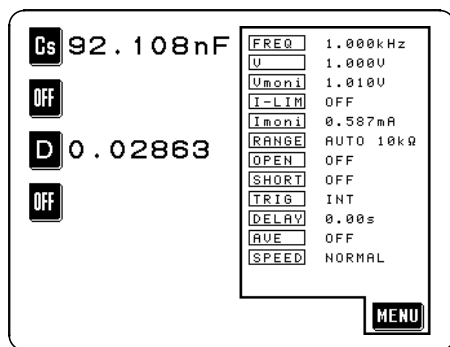 Cs 92.108nF
OFF
D 0.02863
OFF
FREQ 1.000kHz
V 1.000V
Vmoni 1.010V
I-LIM OFF
Imoni 0.587mA
RANGE AUTO 10kΩ
OPEN OFF
SHORT OFF
TRIG INT
DELAY 0.00s
AVE OFF
SPEED NORMAL
MENU